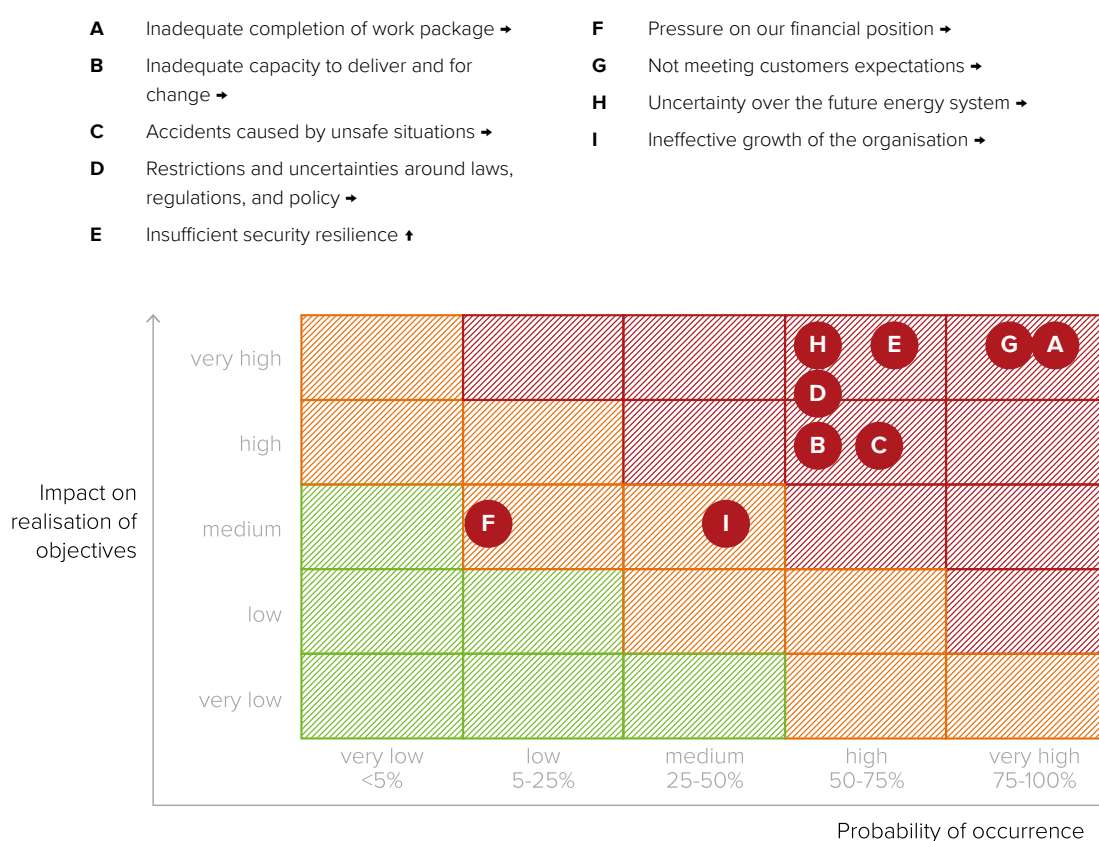 A Inadequate completion of work package →
B Inadequate capacity to deliver and for
change →
C Accidents caused by unsafe situations →
D Restrictions and uncertainties around laws,
regulations, and policy →
E Insufficient security resilience ↑
F Pressure on our financial position →
G Not meeting customers expectations →
H Uncertainty over the future energy system →
I Ineffective growth of the organisation →
Impact on
realisation of
objectives
very high
high
medium
low
very low
H
E
G
A
D
B
C
F
I
very low
<5%
low
5-25%
medium
25-50%
high
50-75%
very high
75-100%
Probability of occurrence